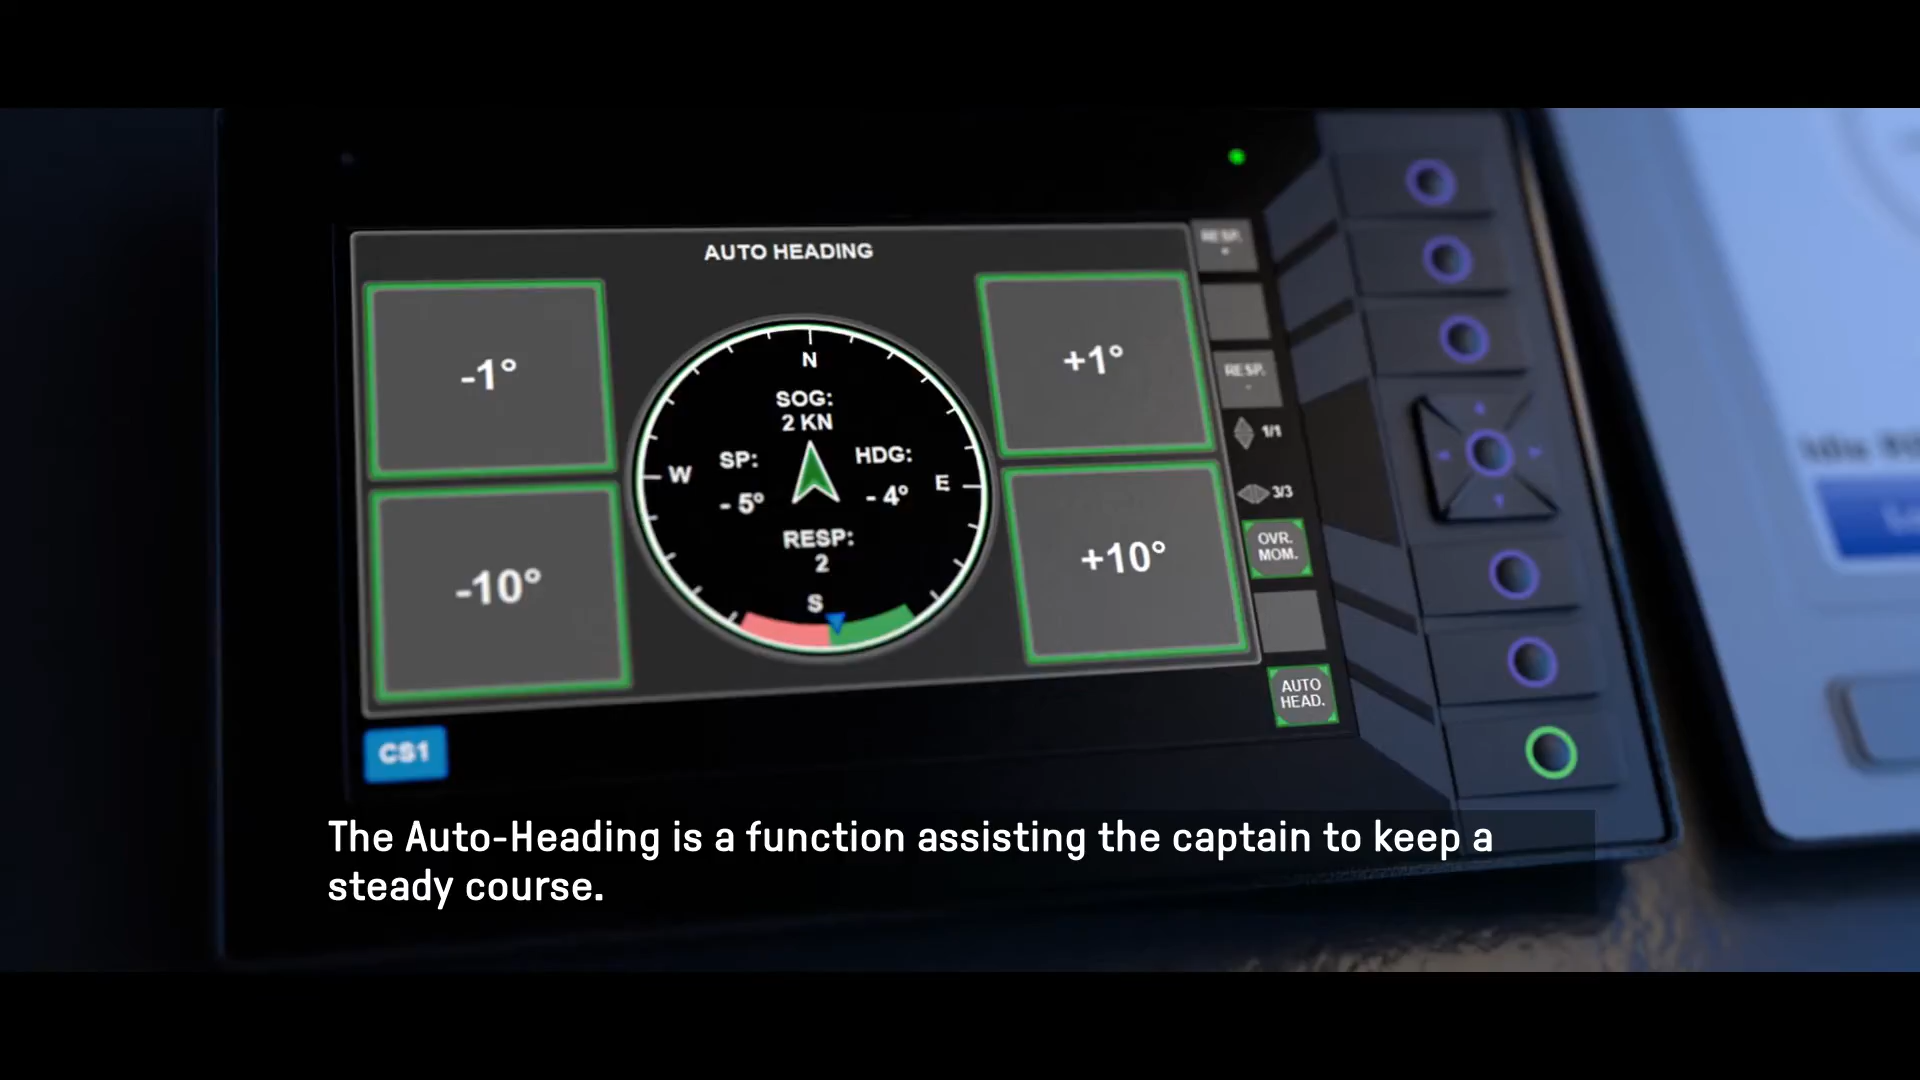 AUTO HEADING
-1°
+1°
-10°
+10°
N
SOG:
2 KN
SP:
- 5°
HDG:
- 4°
W
E
RESP:
2
S
RESP.
+
RESP.
-
1/1
3/3
OVR.
MOM.
AUTO
HEAD.
CS1
The Auto-Heading is a function assisting the captain to keep a
steady course.